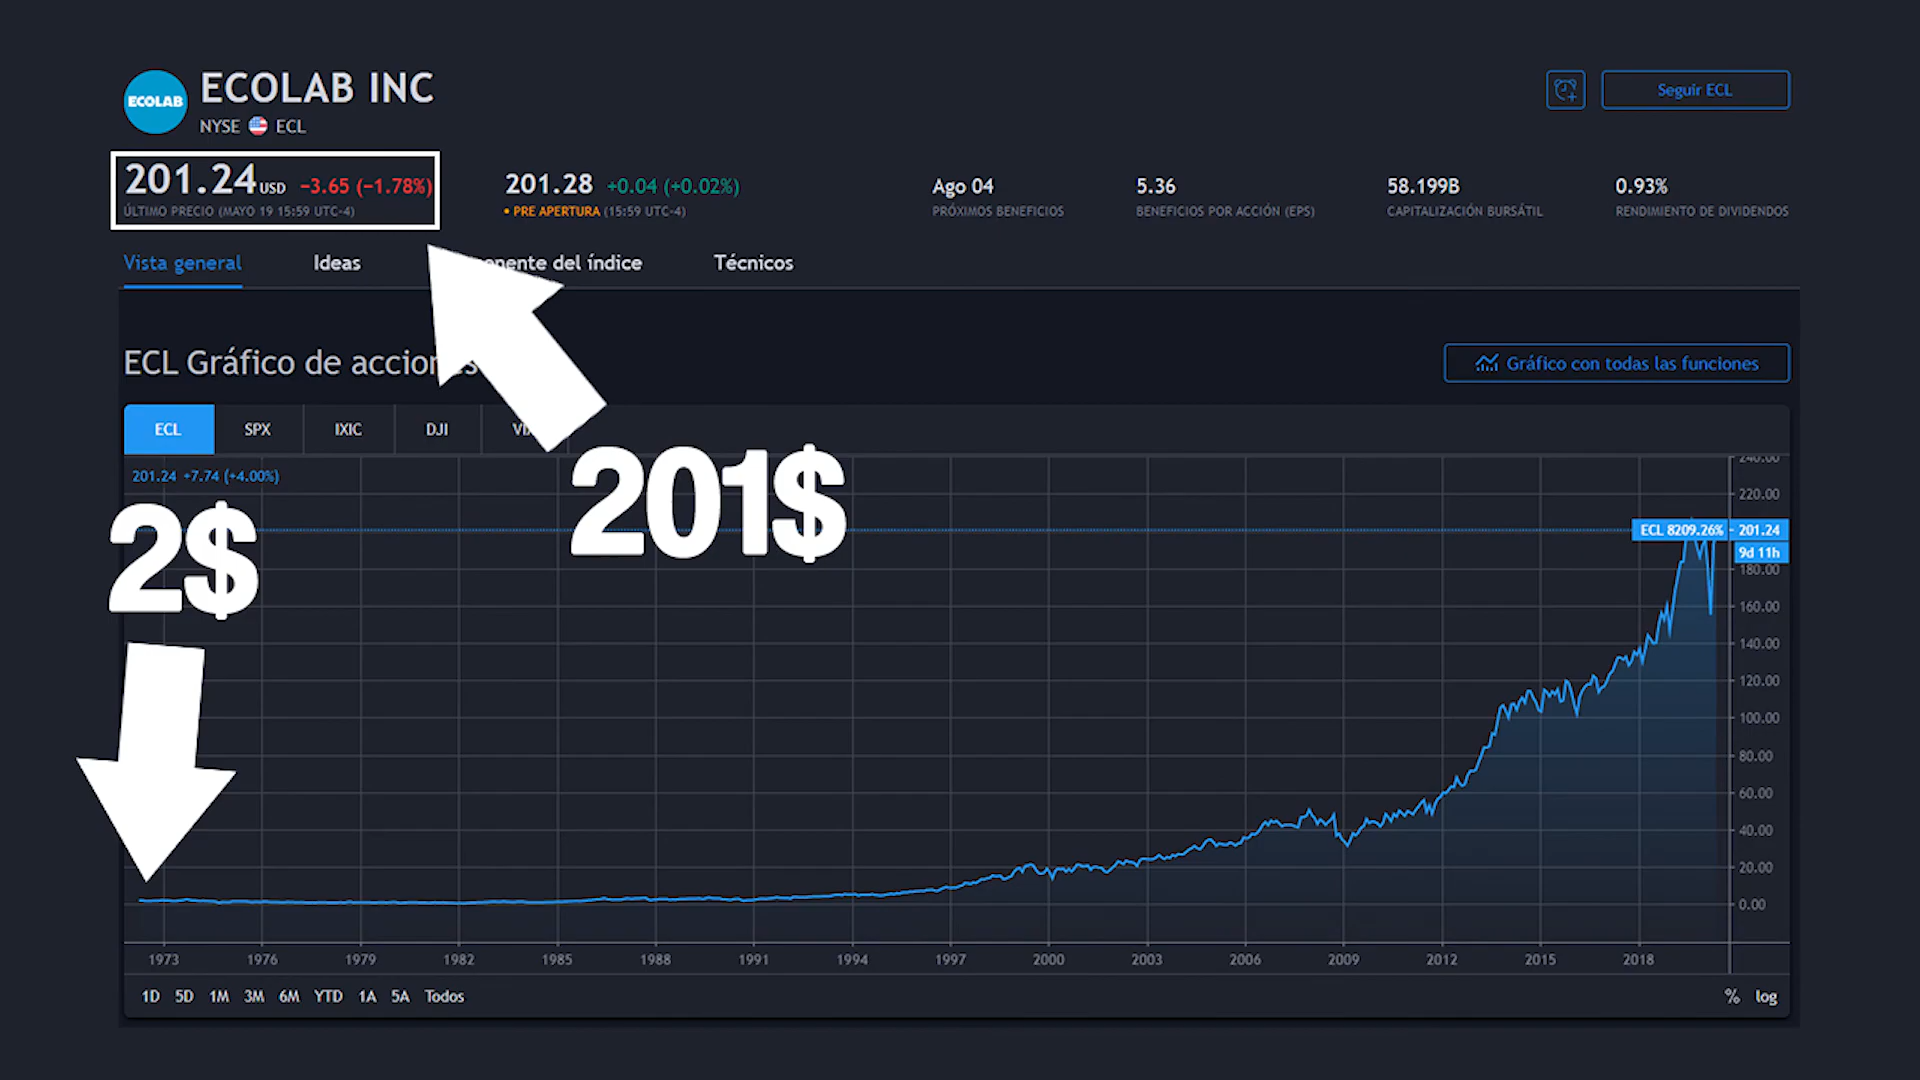 ECOLAB
ECOLAB INC
NYSE ECL
Seguir ECL
201.24 USD −3.65 (−1.78%)
ÚLTIMO PRECIO (MAYO 19 15:59 UTC-4)
201.28 +0.04 (+0.02%)
• PRE APERTURA (15:59 UTC-4)
Ago 04
PRÓXIMOS BENEFICIOS
5.36
BENEFICIOS POR ACCIÓN (EPS)
58.199B
CAPITALIZACIÓN BURSÁTIL
0.93%
RENDIMIENTO DE DIVIDENDOS
Vista general Ideas del índice Técnicos
ECL Gráfico de acciones
Gráfico con todas las funciones
ECL SPX IXIC DJI
201.24 +7.74 (+4.00%)
2$
201$
240.00
220.00
ECL 8209.26% 201.24
9d 11h
180.00
160.00
140.00
120.00
100.00
80.00
60.00
40.00
20.00
0.00
1973 1976 1979 1982 1985 1988 1991 1994 1997 2000 2003 2006 2009 2012 2015 2018
1D 5D 1M 3M 6M YTD 1A 5A Todos
% log